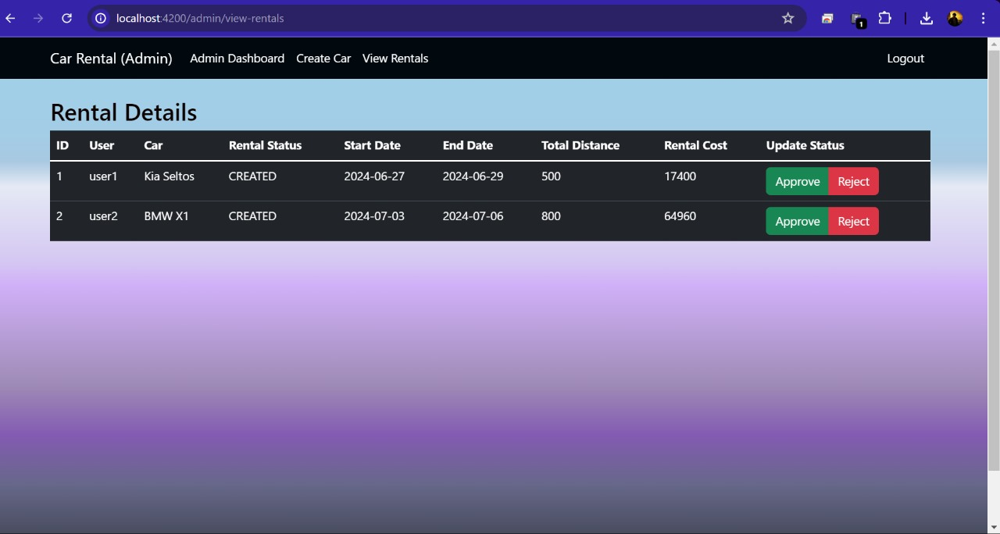 localhost:4200/admin/view-rentals
1
Car Rental (Admin) Admin Dashboard Create Car View Rentals Logout
Rental Details
ID User Car Rental Status Start Date End Date Total Distance Rental Cost Update Status
1 user1 Kia Seltos CREATED 2024-06-27 2024-06-29 500 17400 Approve Reject
2 user2 BMW X1 CREATED 2024-07-03 2024-07-06 800 64960 Approve Reject